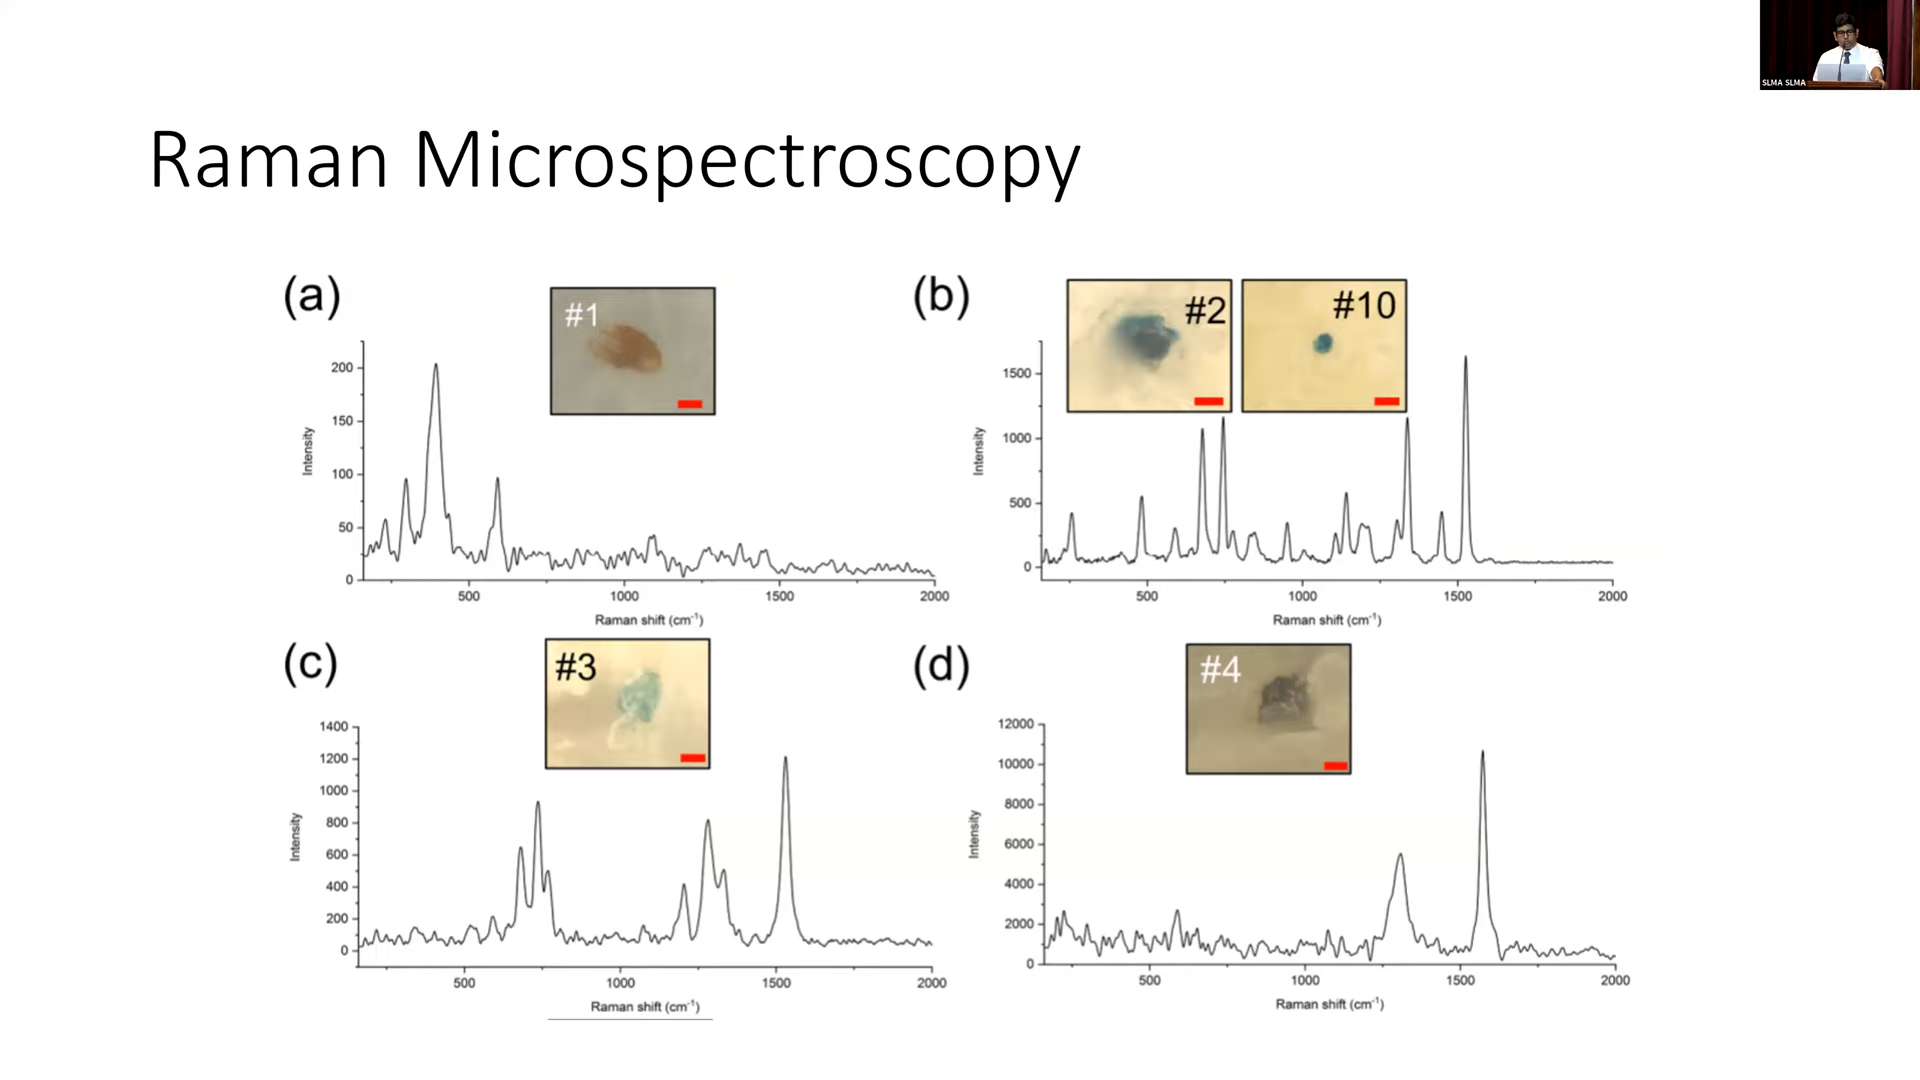 SLMA SLMA
Raman Microspectroscopy
(a)
#1
200
150
100
50
0
Intensity
500 1000 1500 2000
Raman shift (cm⁻¹)
(b)
#2
#10
1500
1000
500
0
Intensity
500 1000 1500 2000
Raman shift (cm⁻¹)
(c)
#3
1400
1200
1000
800
600
400
200
0
Intensity
500 1000 1500 2000
Raman shift (cm⁻¹)
(d)
#4
12000
10000
8000
6000
4000
2000
0
Intensity
500 1000 1500 2000
Raman shift (cm⁻¹)